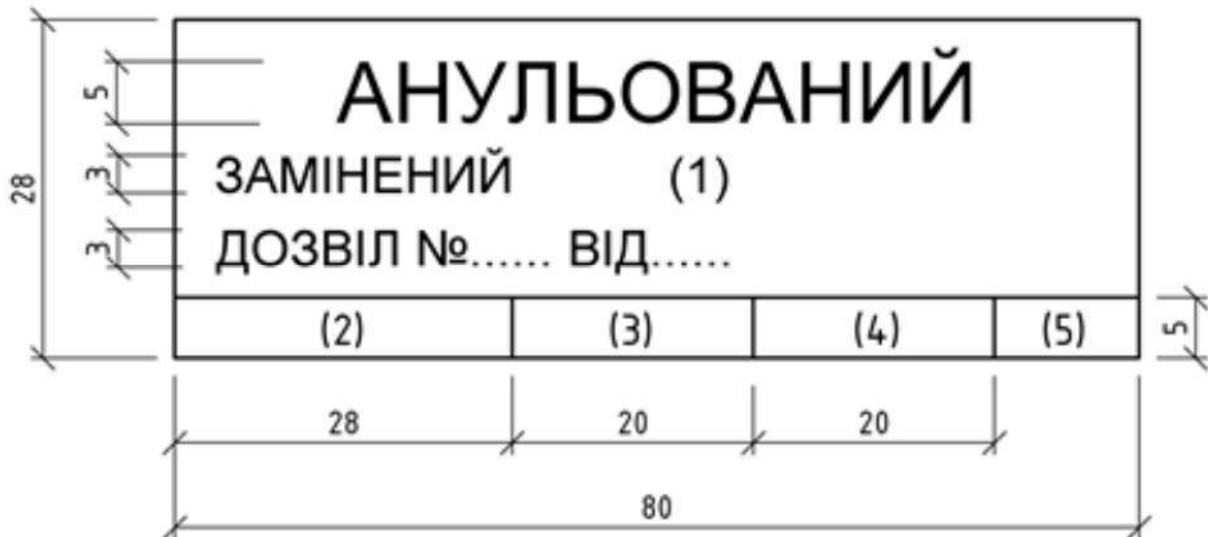 АНУЛЬОВАНИЙ
5
ЗАМІНЕНИЙ (1)
3
28
ДОЗВІЛ №...... ВІД......
3
(2) (3) (4) (5)
5
28 20 20
80